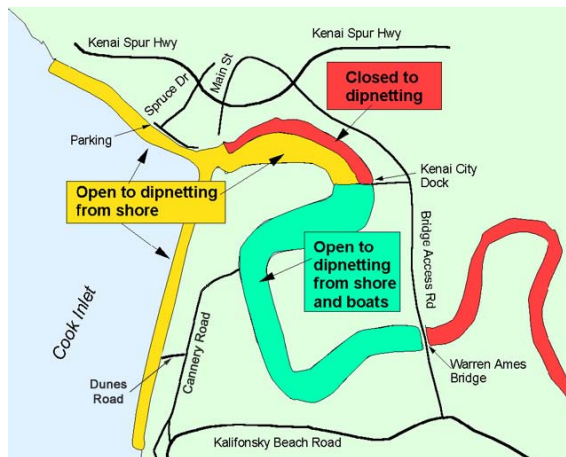 Kenai Spur Hwy
Kenai Spur Hwy
Spruce Dr
Main St
Closed to
dipnetting
Parking
Kenai City
Dock
Open to dipnetting
from shore
Bridge Access Rd
Open to
dipnetting
from shore
and boats
Cook Inlet
Cannery Road
Warren Ames
Bridge
Dunes
Road
Kalifonsky Beach Road